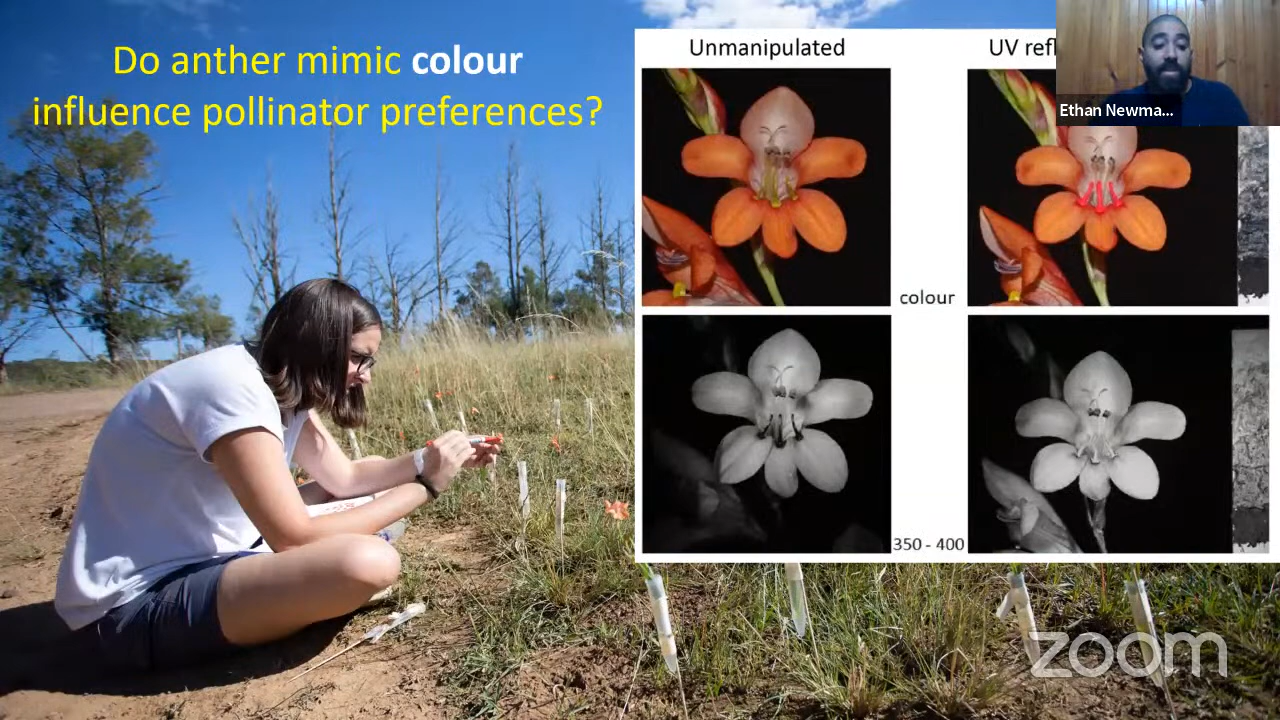 Do anther mimic colour
influence pollinator preferences?
Unmanipulated
UV refl
Ethan Newma...
colour
350 - 400
zoom